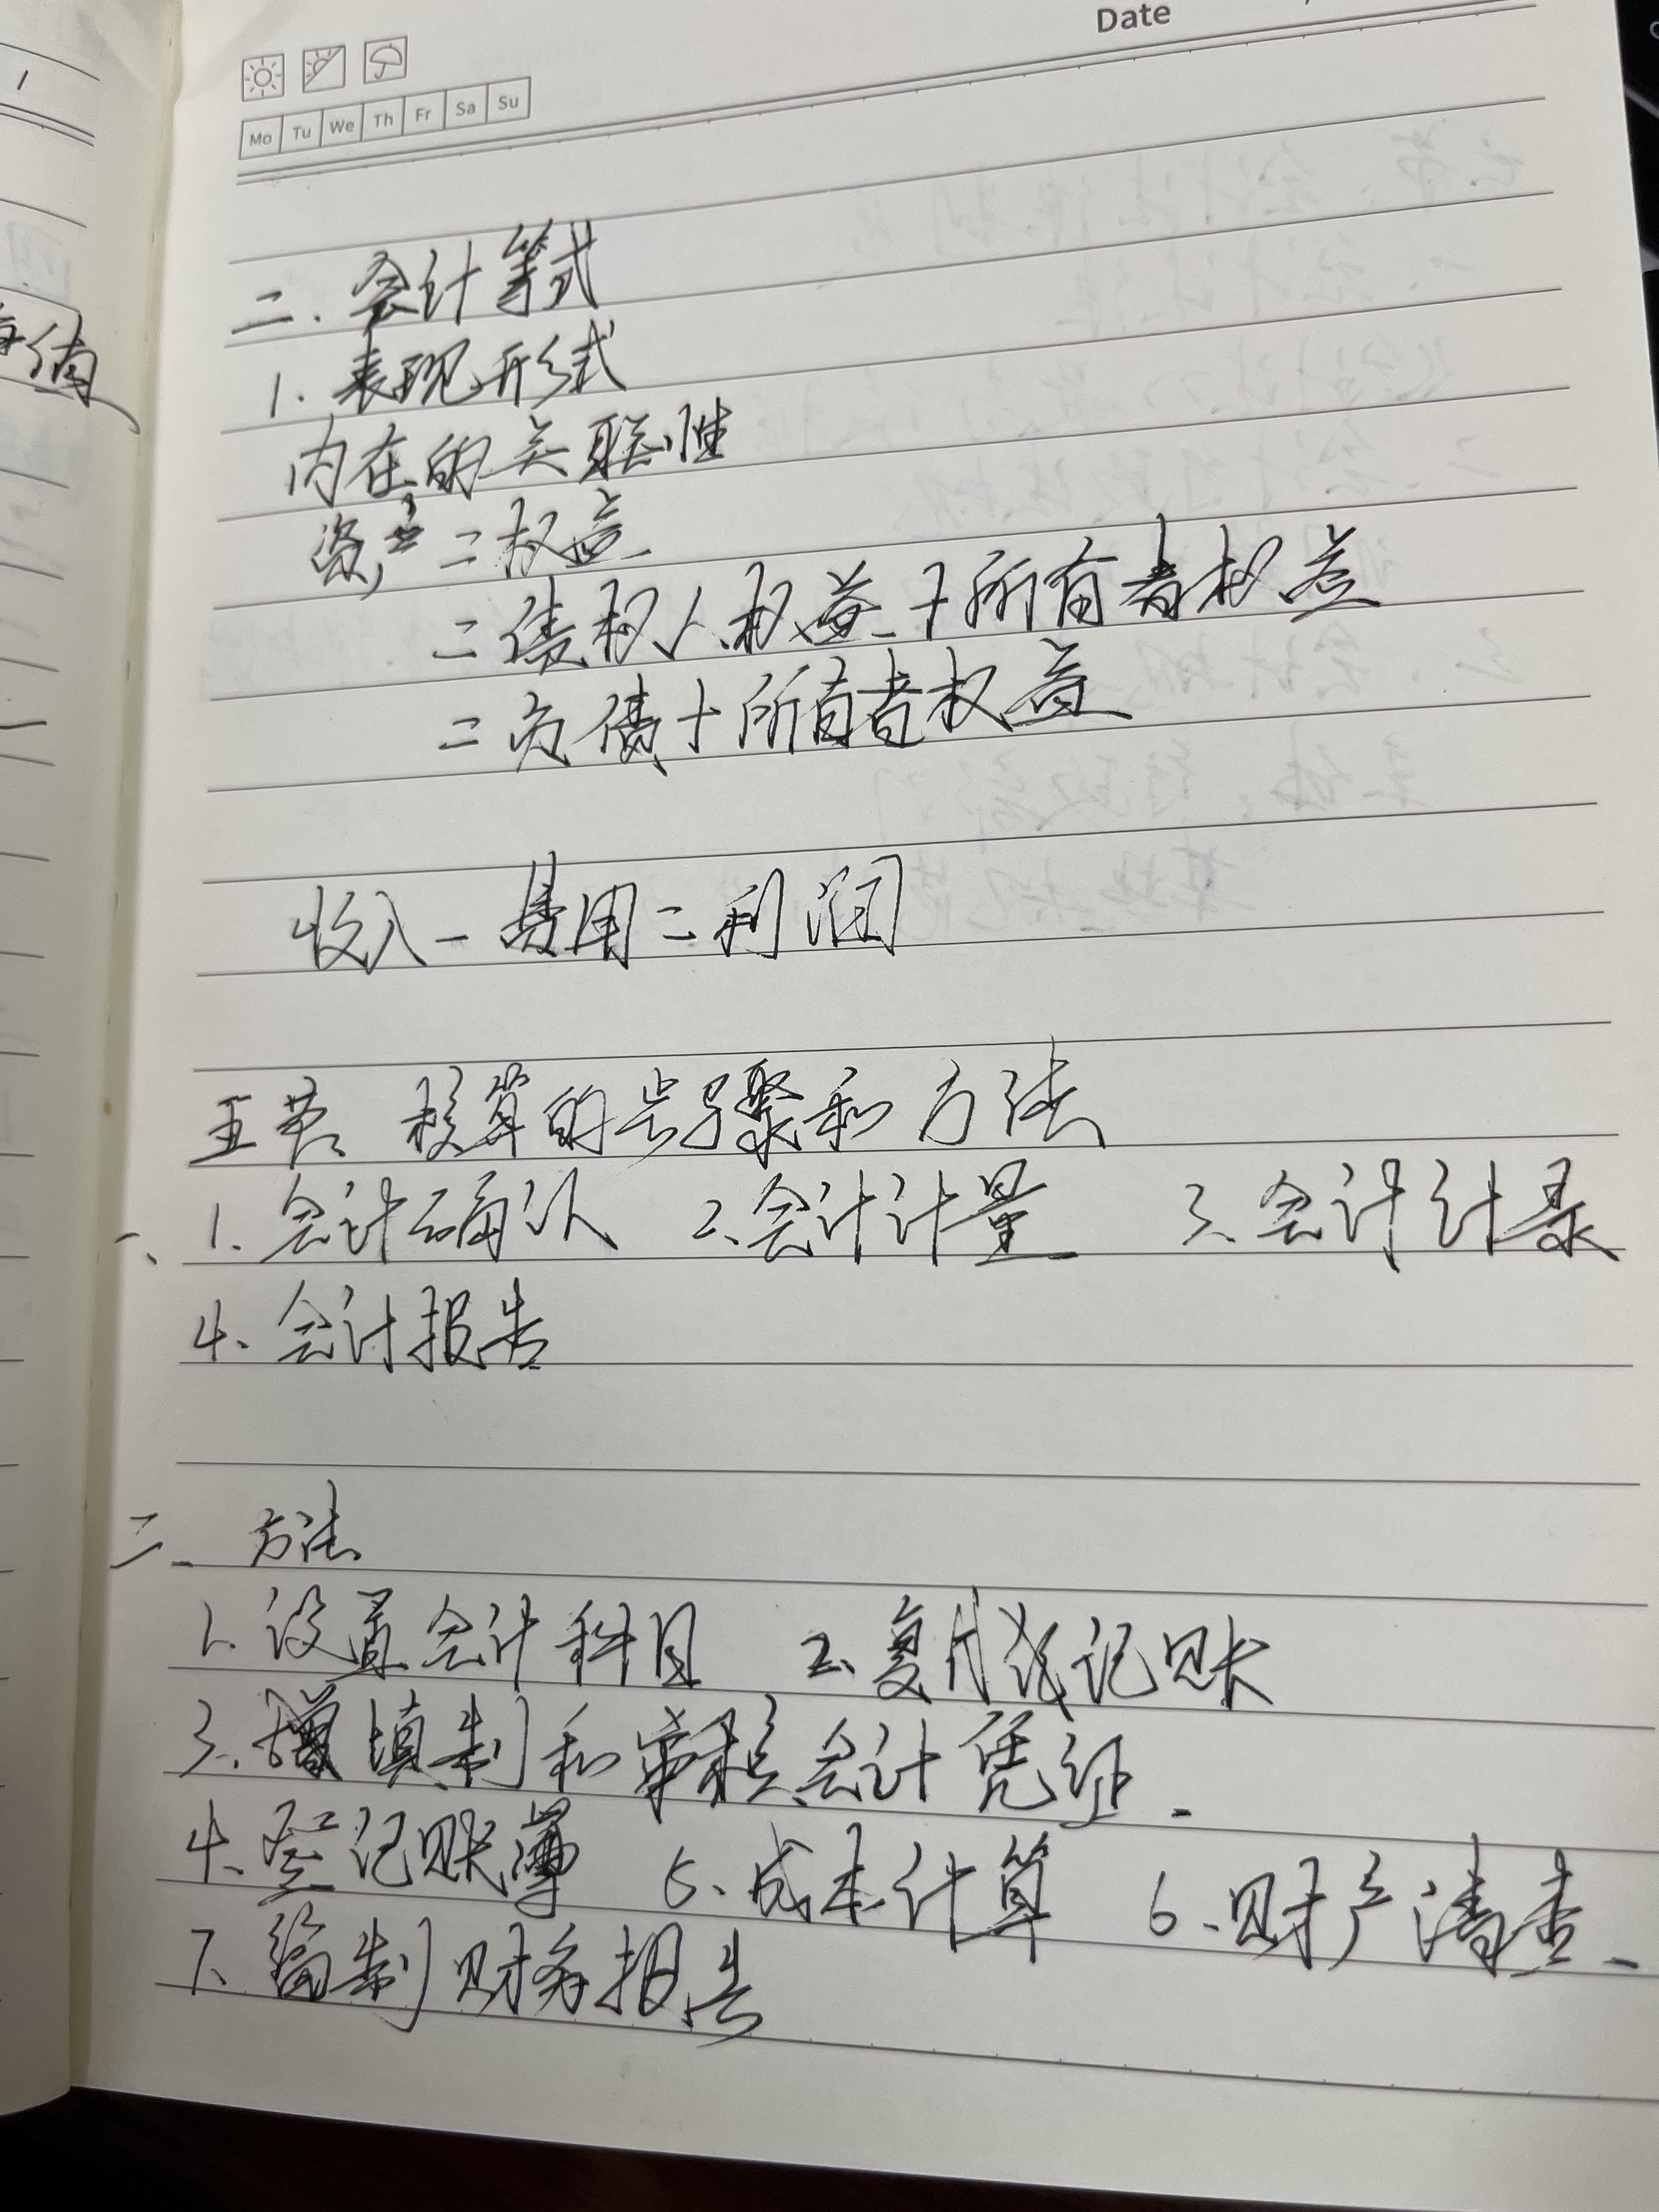 Date
Mo Tu We Th Fr Sa Su
二.会计等式
1.表现形式
内在的关联性
资产=权益
=债权人权益+所有者权益
=负债+所有者权益
收入-费用=利润
五节、核算的步骤和方法
一、1.会计确认 2、会计计量 3、会计计录
4、会计报告
二、方法
1.设置会计科目 2、复式记账
3、填制和审核会计凭证.
4、登记账簿 5、成本计算 6、财产清查、
7、编制财务报告